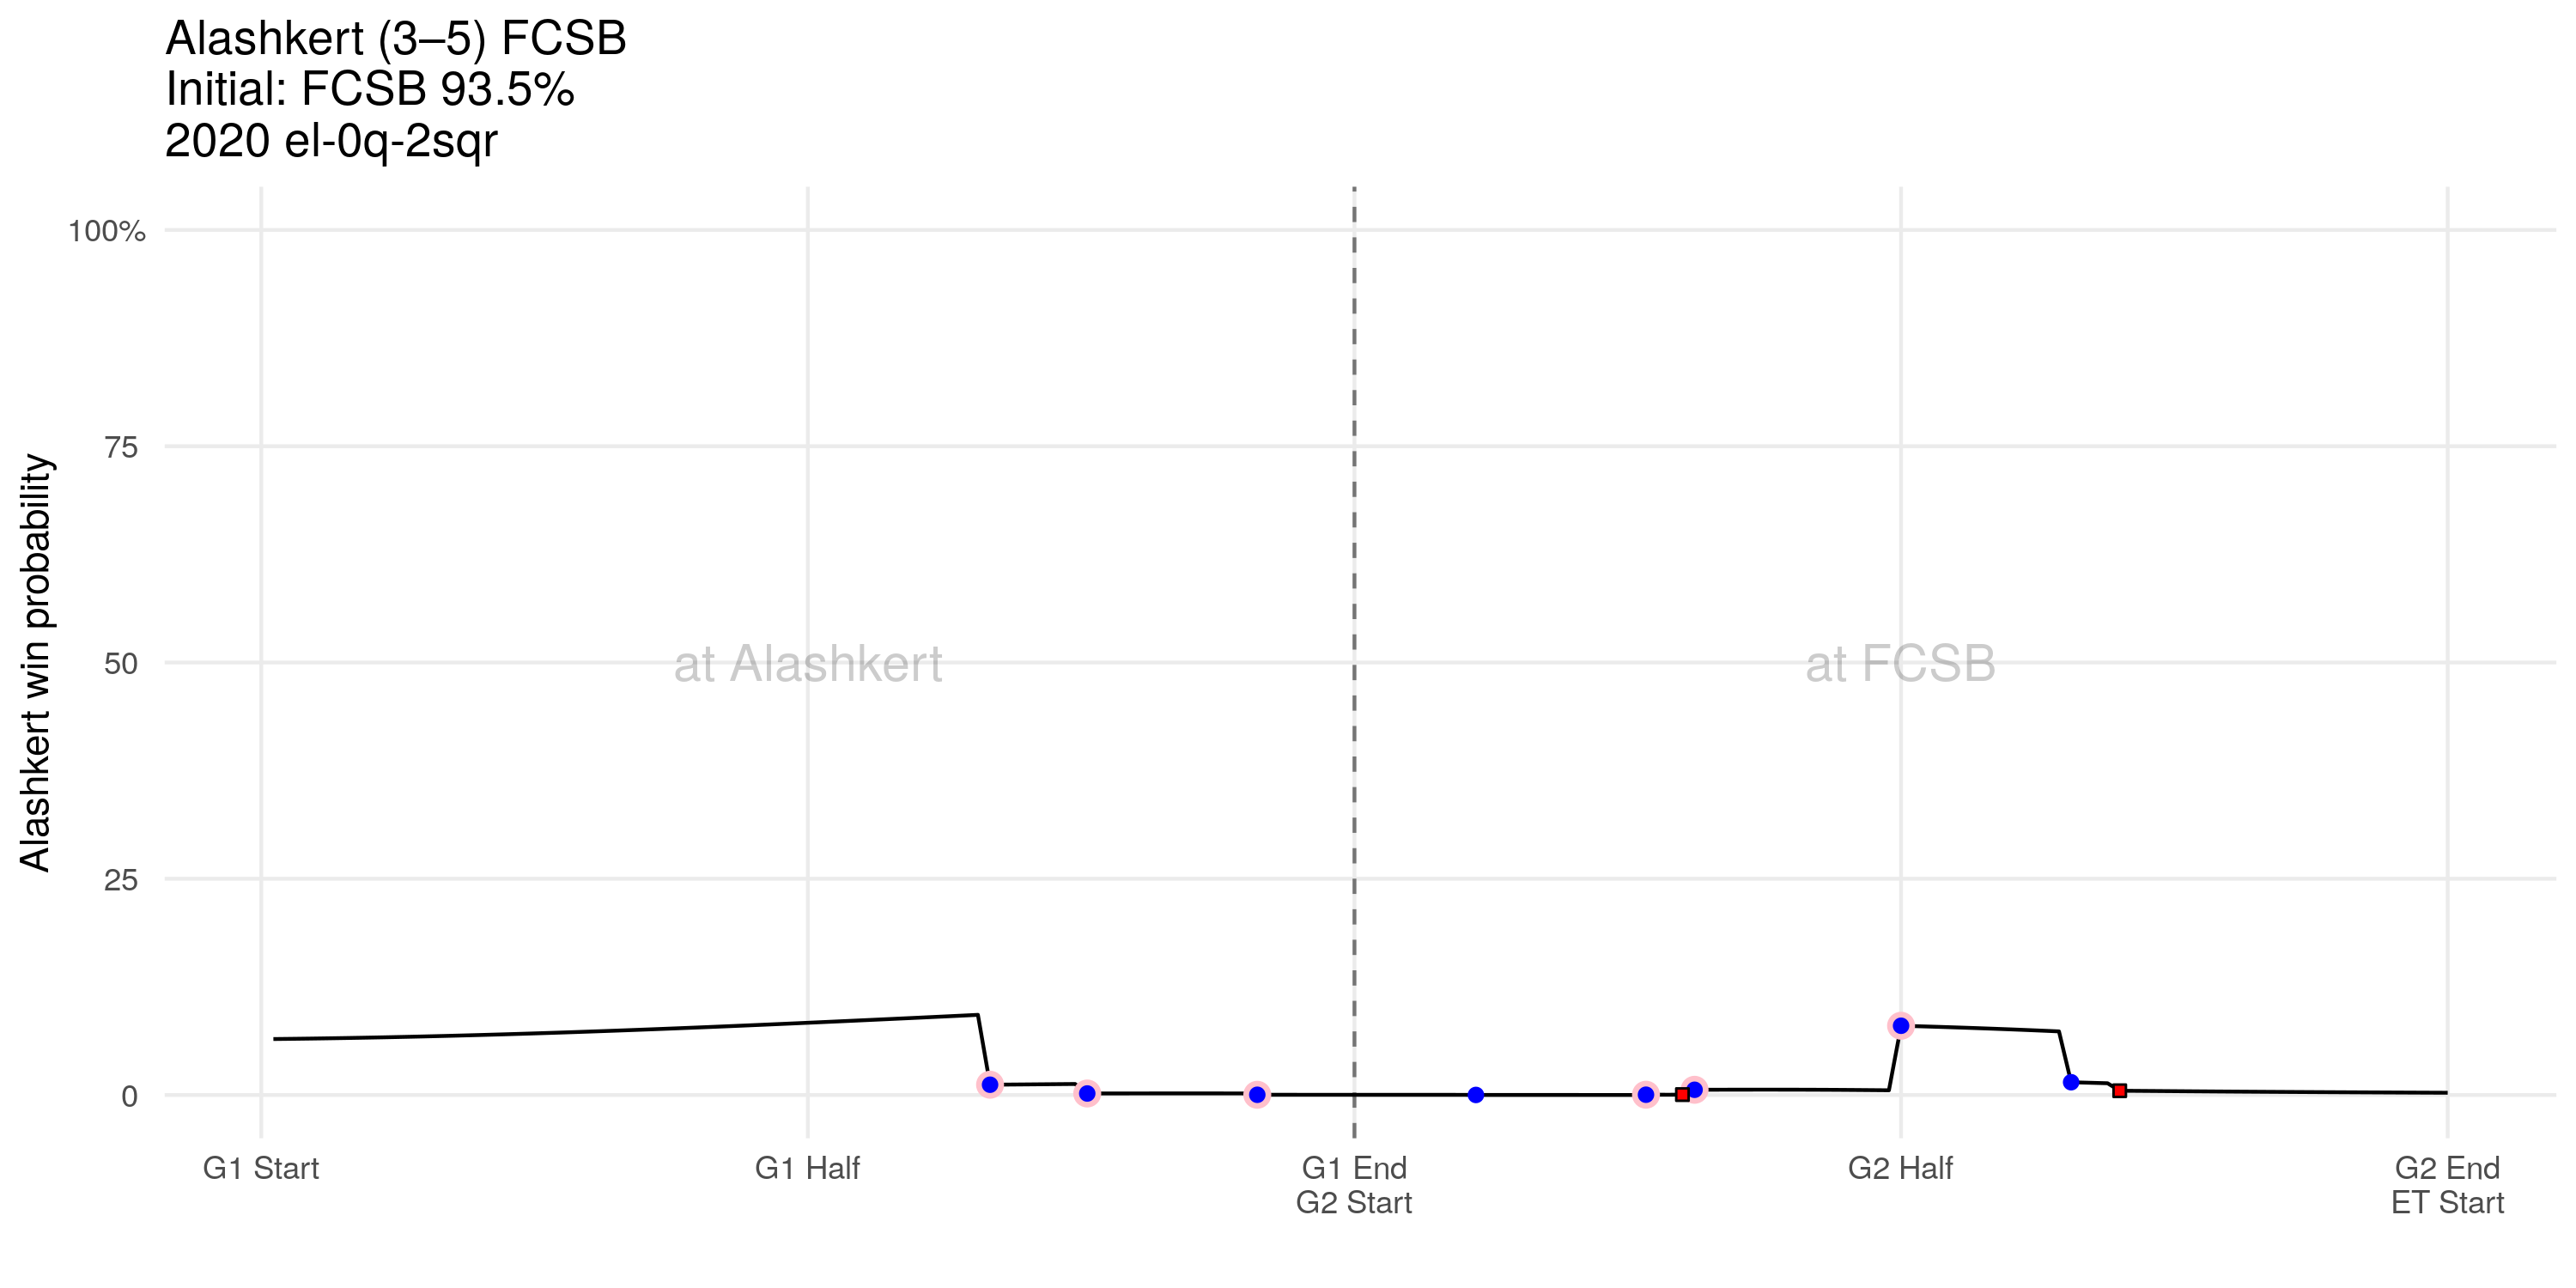 Alashkert (3–5) FCSB
Initial: FCSB 93.5%
2020 el-0q-2sqr
Alashkert win probability
100%
75
50
25
0
at Alashkert
at FCSB
G1 Start
G1 Half
G1 End
G2 Start
G2 Half
G2 End
ET Start